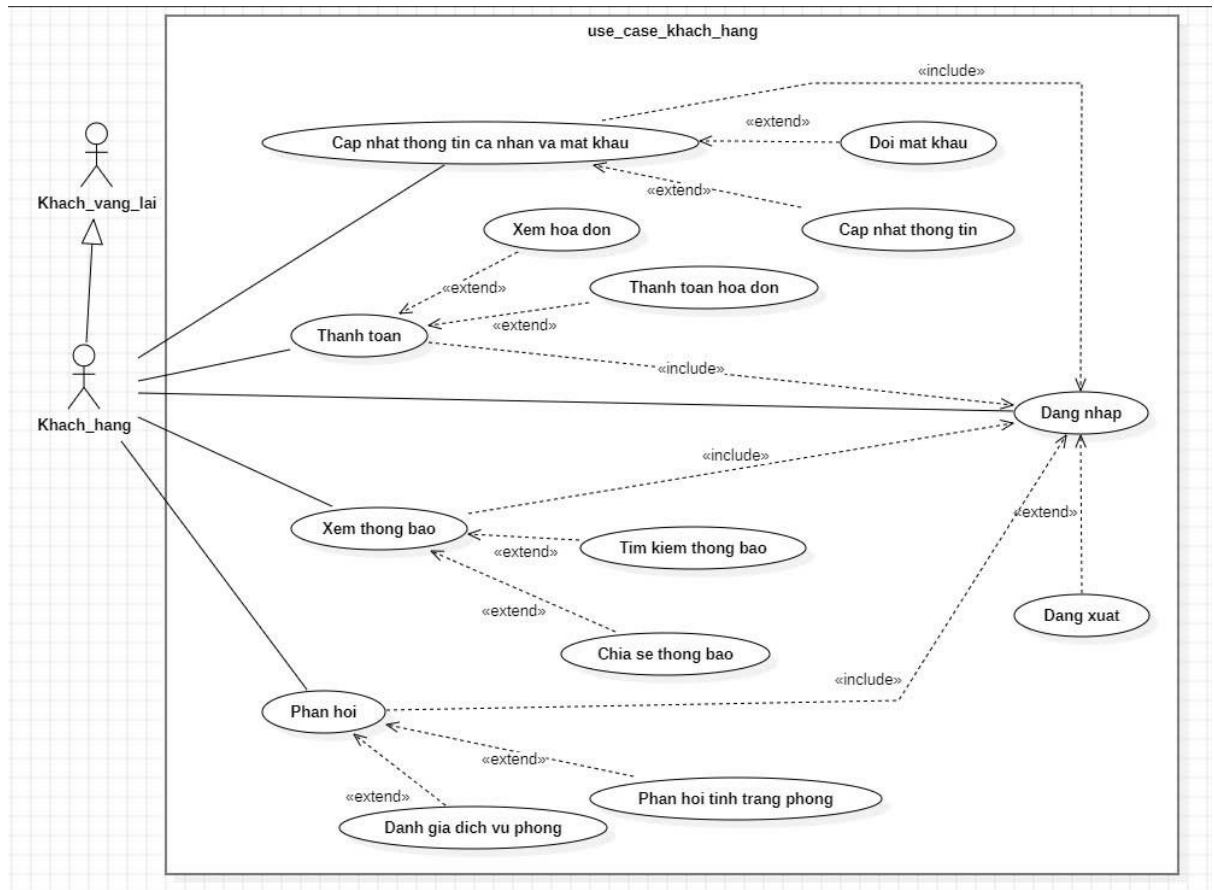 use_case_khach_hang
«include»
Cap nhat thong tin ca nhan va mat khau
«extend»
Doi mat khau
«extend»
Khach_vang_lai
Xem hoa don
Cap nhat thong tin
«extend»
Thanh toan hoa don
«extend»
Thanh toan
«include»
Khach_hang
Dang nhap
«include»
«extend»
Xem thong bao
«extend»
Tim kiem thong bao
«extend»
Dang xuat
Chia se thong bao
«include»
Phan hoi
«extend»
«extend»
Phan hoi tinh trang phong
Danh gia dich vu phong